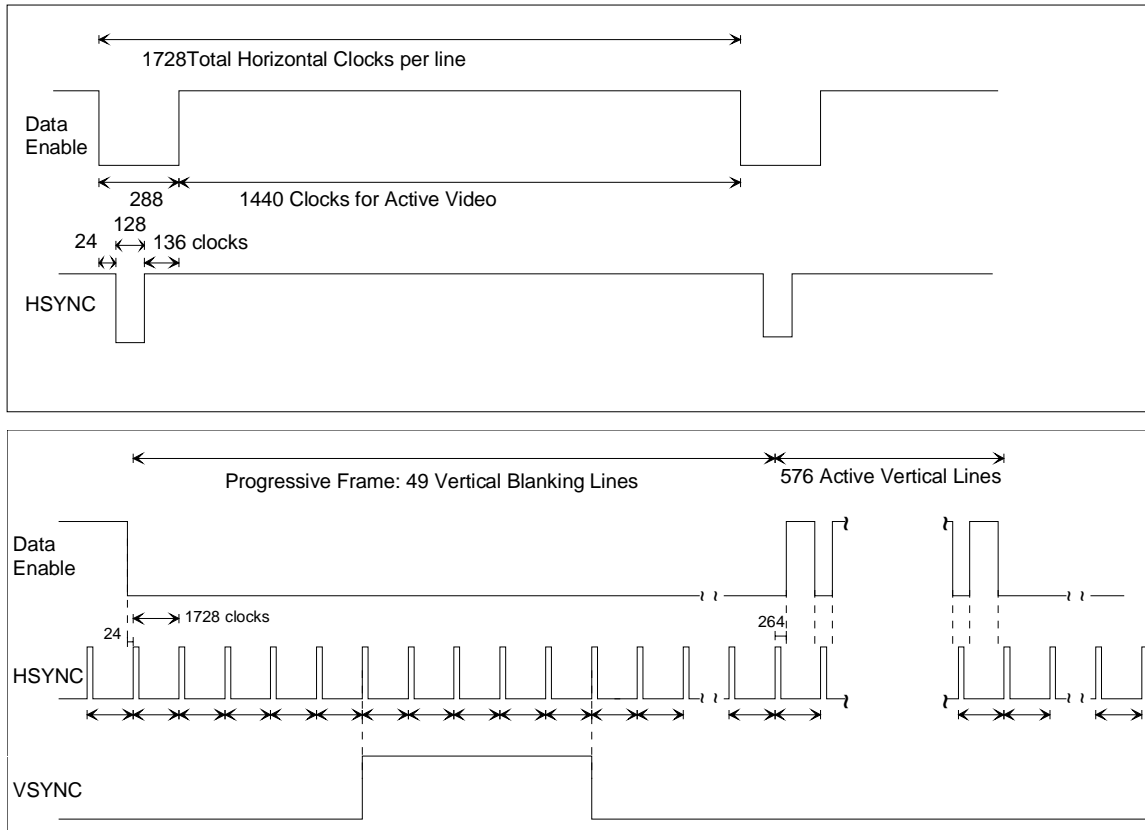 1728Total Horizontal Clocks per line
Data
Enable
288
1440 Clocks for Active Video
128
24
136 clocks
HSYNC
Progressive Frame: 49 Vertical Blanking Lines
576 Active Vertical Lines
Data
Enable
1728 clocks
24
264
HSYNC
VSYNC